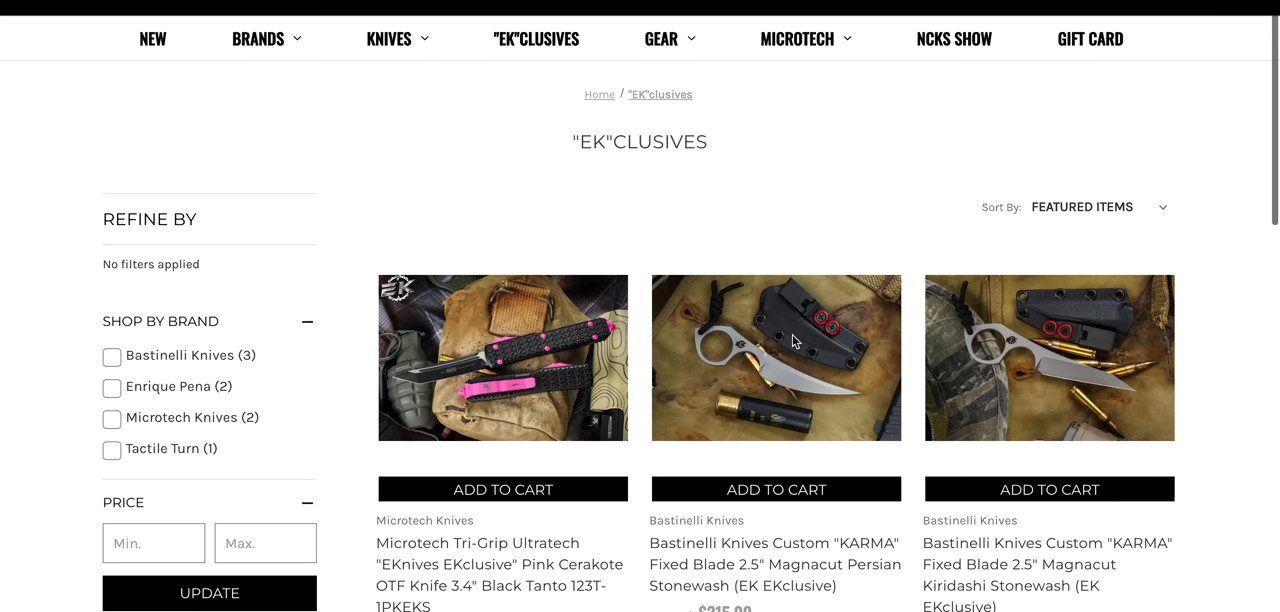 NEW BRANDS KNIVES "EK"CLUSIVES GEAR MICROTECH NCKS SHOW GIFT CARD
Home / "EK"clusives
"EK"CLUSIVES
REFINE BY
No filters applied
SHOP BY BRAND
Bastinelli Knives (3)
Enrique Pena (2)
Microtech Knives (2)
Tactile Turn (1)
PRICE
Min. Max.
UPDATE
Sort By: FEATURED ITEMS
EK
ADD TO CART
Microtech Knives
Microtech Tri-Grip Ultratech
"EKnives EKclusive" Pink Cerakote
OTF Knife 3.4" Black Tanto 123T-
1PKEKS
ADD TO CART
Bastinelli Knives
Bastinelli Knives Custom "KARMA"
Fixed Blade 2.5" Magnacut Persian
Stonewash (EK EKclusive)
$215.00
ADD TO CART
Bastinelli Knives
Bastinelli Knives Custom "KARMA"
Fixed Blade 2.5" Magnacut
Kiridashi Stonewash (EK
EKclusive)